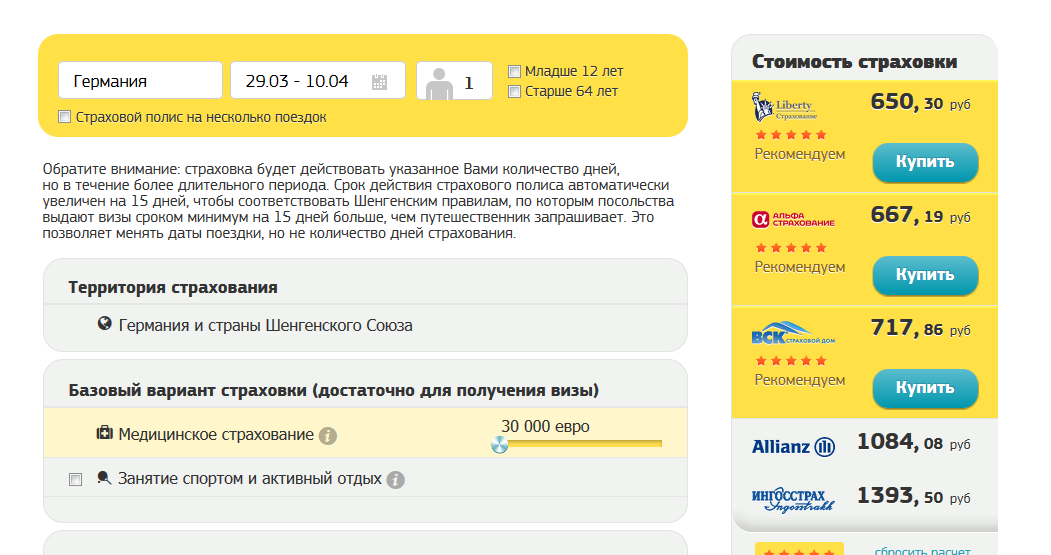 Германия
29.03 - 10.04
1
Младше 12 лет
Старше 64 лет
Страховой полис на несколько поездок
Обратите внимание: страховка будет действовать указанное Вами количество дней,
но в течение более длительного периода. Срок действия страхового полиса автоматически
увеличен на 15 дней, чтобы соответствовать Шенгенским правилам, по которым посольства
выдают визы сроком минимум на 15 дней больше, чем путешественник запрашивает. Это
позволяет менять даты поездки, но не количество дней страхования.
Территория страхования
Германия и страны Шенгенского Союза
Базовый вариант страховки (достаточно для получения визы)
Медицинское страхование i
30 000 евро
Занятие спортом и активный отдых i
Стоимость страховки
Liberty
Страхование
650, 30 руб
Рекомендуем
Купить
α АЛЬФА
СТРАХОВАНИЕ
667, 19 руб
Рекомендуем
Купить
ВСК СТРАХОВОЙ ДОМ
717, 86 руб
Рекомендуем
Купить
Allianz
1084, 08 руб
ИНГОССТРАХ
Ingosstrakh
1393, 50 руб
сбросить расчет